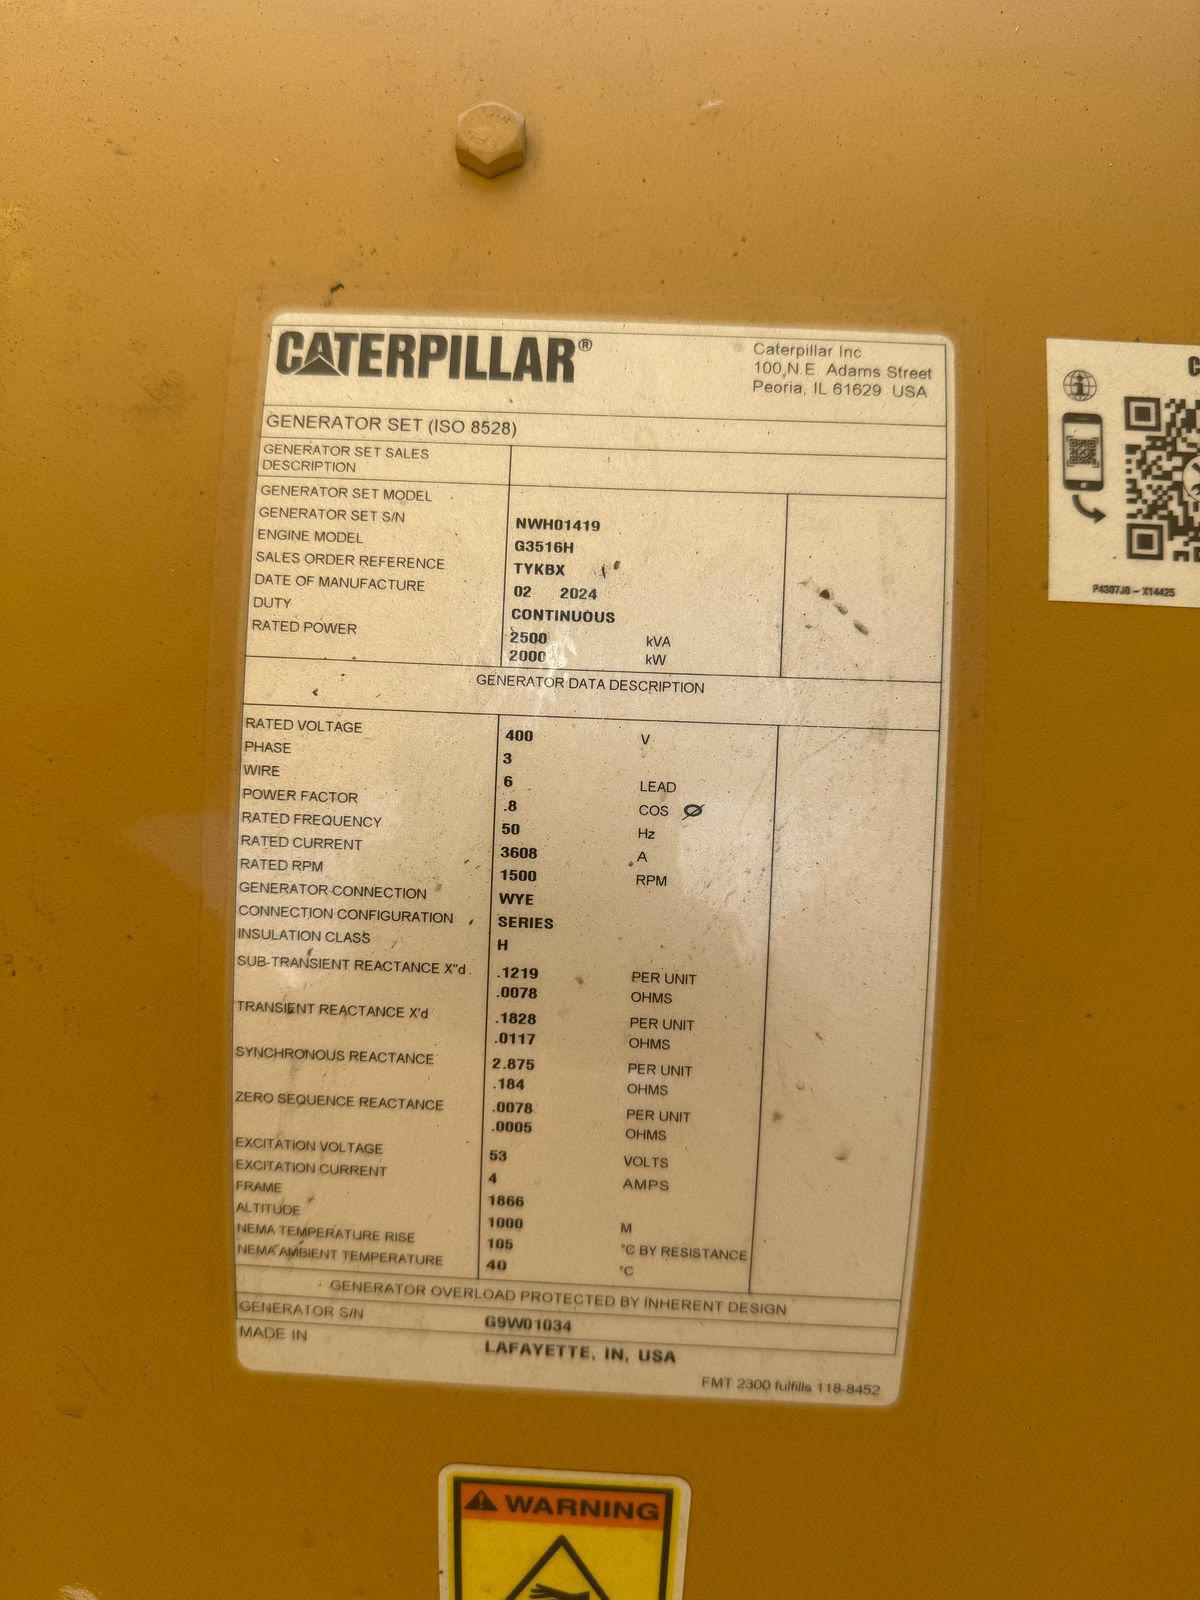 CATERPILLAR®
Caterpillar Inc.
100 N.E. Adams Street
Peoria, IL 61629 USA
GENERATOR SET (ISO 8528)
GENERATOR SET SALES
DESCRIPTION
GENERATOR SET MODEL
GENERATOR SET S/N NWH01419
ENGINE MODEL G3516H
SALES ORDER REFERENCE TYKBX
DATE OF MANUFACTURE 02 2024
DUTY CONTINUOUS
RATED POWER 2500 kVA
2000 kW
GENERATOR DATA DESCRIPTION
RATED VOLTAGE 400 V
PHASE 3
WIRE 6 LEAD
POWER FACTOR .8 COS Ø
RATED FREQUENCY 50 Hz
RATED CURRENT 3608 A
RATED RPM 1500 RPM
GENERATOR CONNECTION WYE
CONNECTION CONFIGURATION SERIES
INSULATION CLASS H
SUB-TRANSIENT REACTANCE X"d .1219 PER UNIT
.0078 OHMS
TRANSIENT REACTANCE X'd .1828 PER UNIT
.0117 OHMS
SYNCHRONOUS REACTANCE 2.875 PER UNIT
.184 OHMS
ZERO SEQUENCE REACTANCE .0078 PER UNIT
.0005 OHMS
EXCITATION VOLTAGE 53 VOLTS
EXCITATION CURRENT 4 AMPS
FRAME 1866
ALTITUDE 1000 M
NEMA TEMPERATURE RISE 105 °C BY RESISTANCE
NEMA AMBIENT TEMPERATURE 40 °C
GENERATOR OVERLOAD PROTECTED BY INHERENT DESIGN
GENERATOR S/N G9W01034
MADE IN LAFAYETTE, IN, USA
FMT 2300 fulfills 118-8452
P4307J0 - X14425
WARNING